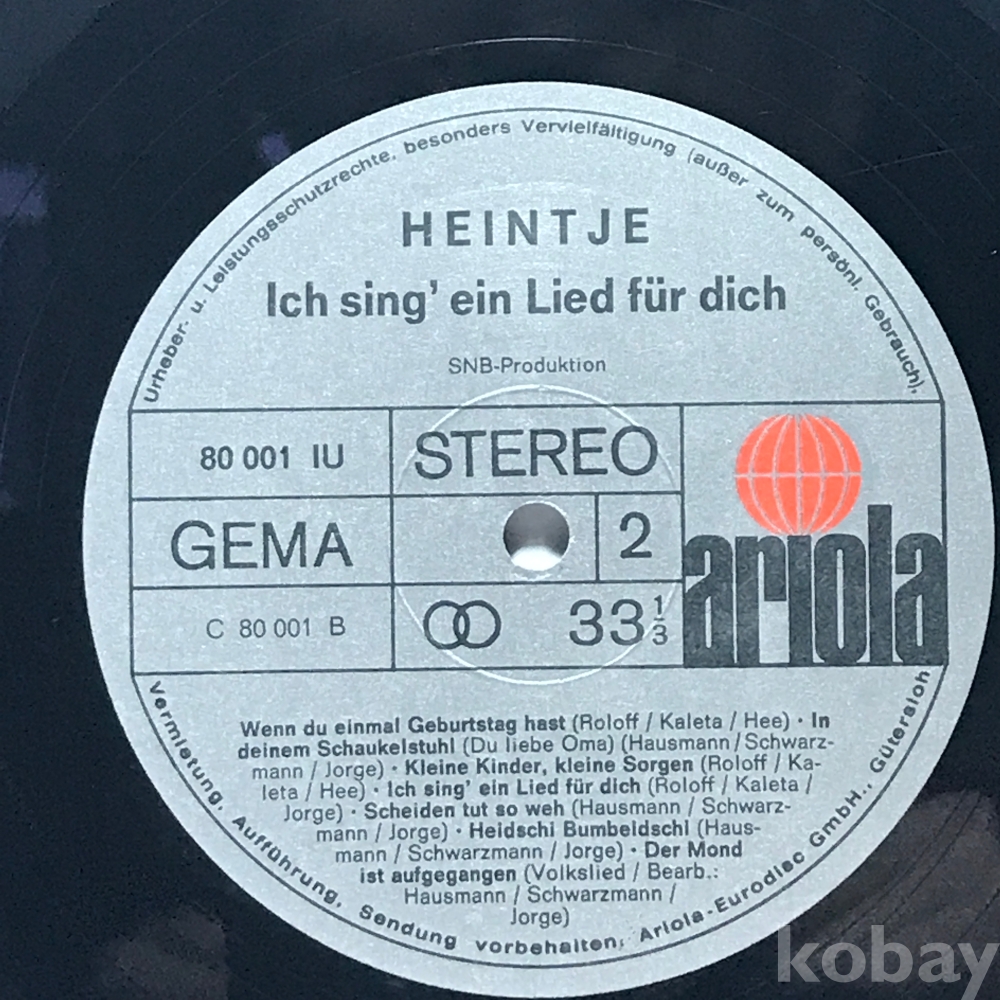 Urheber- u. Leistungsschutzrechte, besonders Vervielfältigung (außer zum persönl. Gebrauch),
HEINTJE
Ich sing' ein Lied für dich
SNB-Produktion
80 001 IU
STEREO
GEMA
2
ariola
C 80 001 B
33 1/3
Wenn du einmal Geburtstag hast (Roloff / Kaleta / Hee) · In
deinem Schaukelstuhl (Du liebe Oma) (Hausmann / Schwarz-
mann / Jorge) · Kleine Kinder, kleine Sorgen (Roloff / Ka-
leta / Hee) · Ich sing' ein Lied für dich (Roloff / Kaleta /
Jorge) · Scheiden tut so weh (Hausmann / Schwarz-
mann / Jorge) · Heidschi Bumbeidschi (Haus-
mann / Schwarzmann / Jorge) · Der Mond
ist aufgegangen (Volkslied / Bearb.:
Hausmann / Schwarzmann /
Jorge)
Vermietung, Aufführung, Sendung vorbehalten, Ariola-Eurodisc GmbH., Gütersloh
kobay